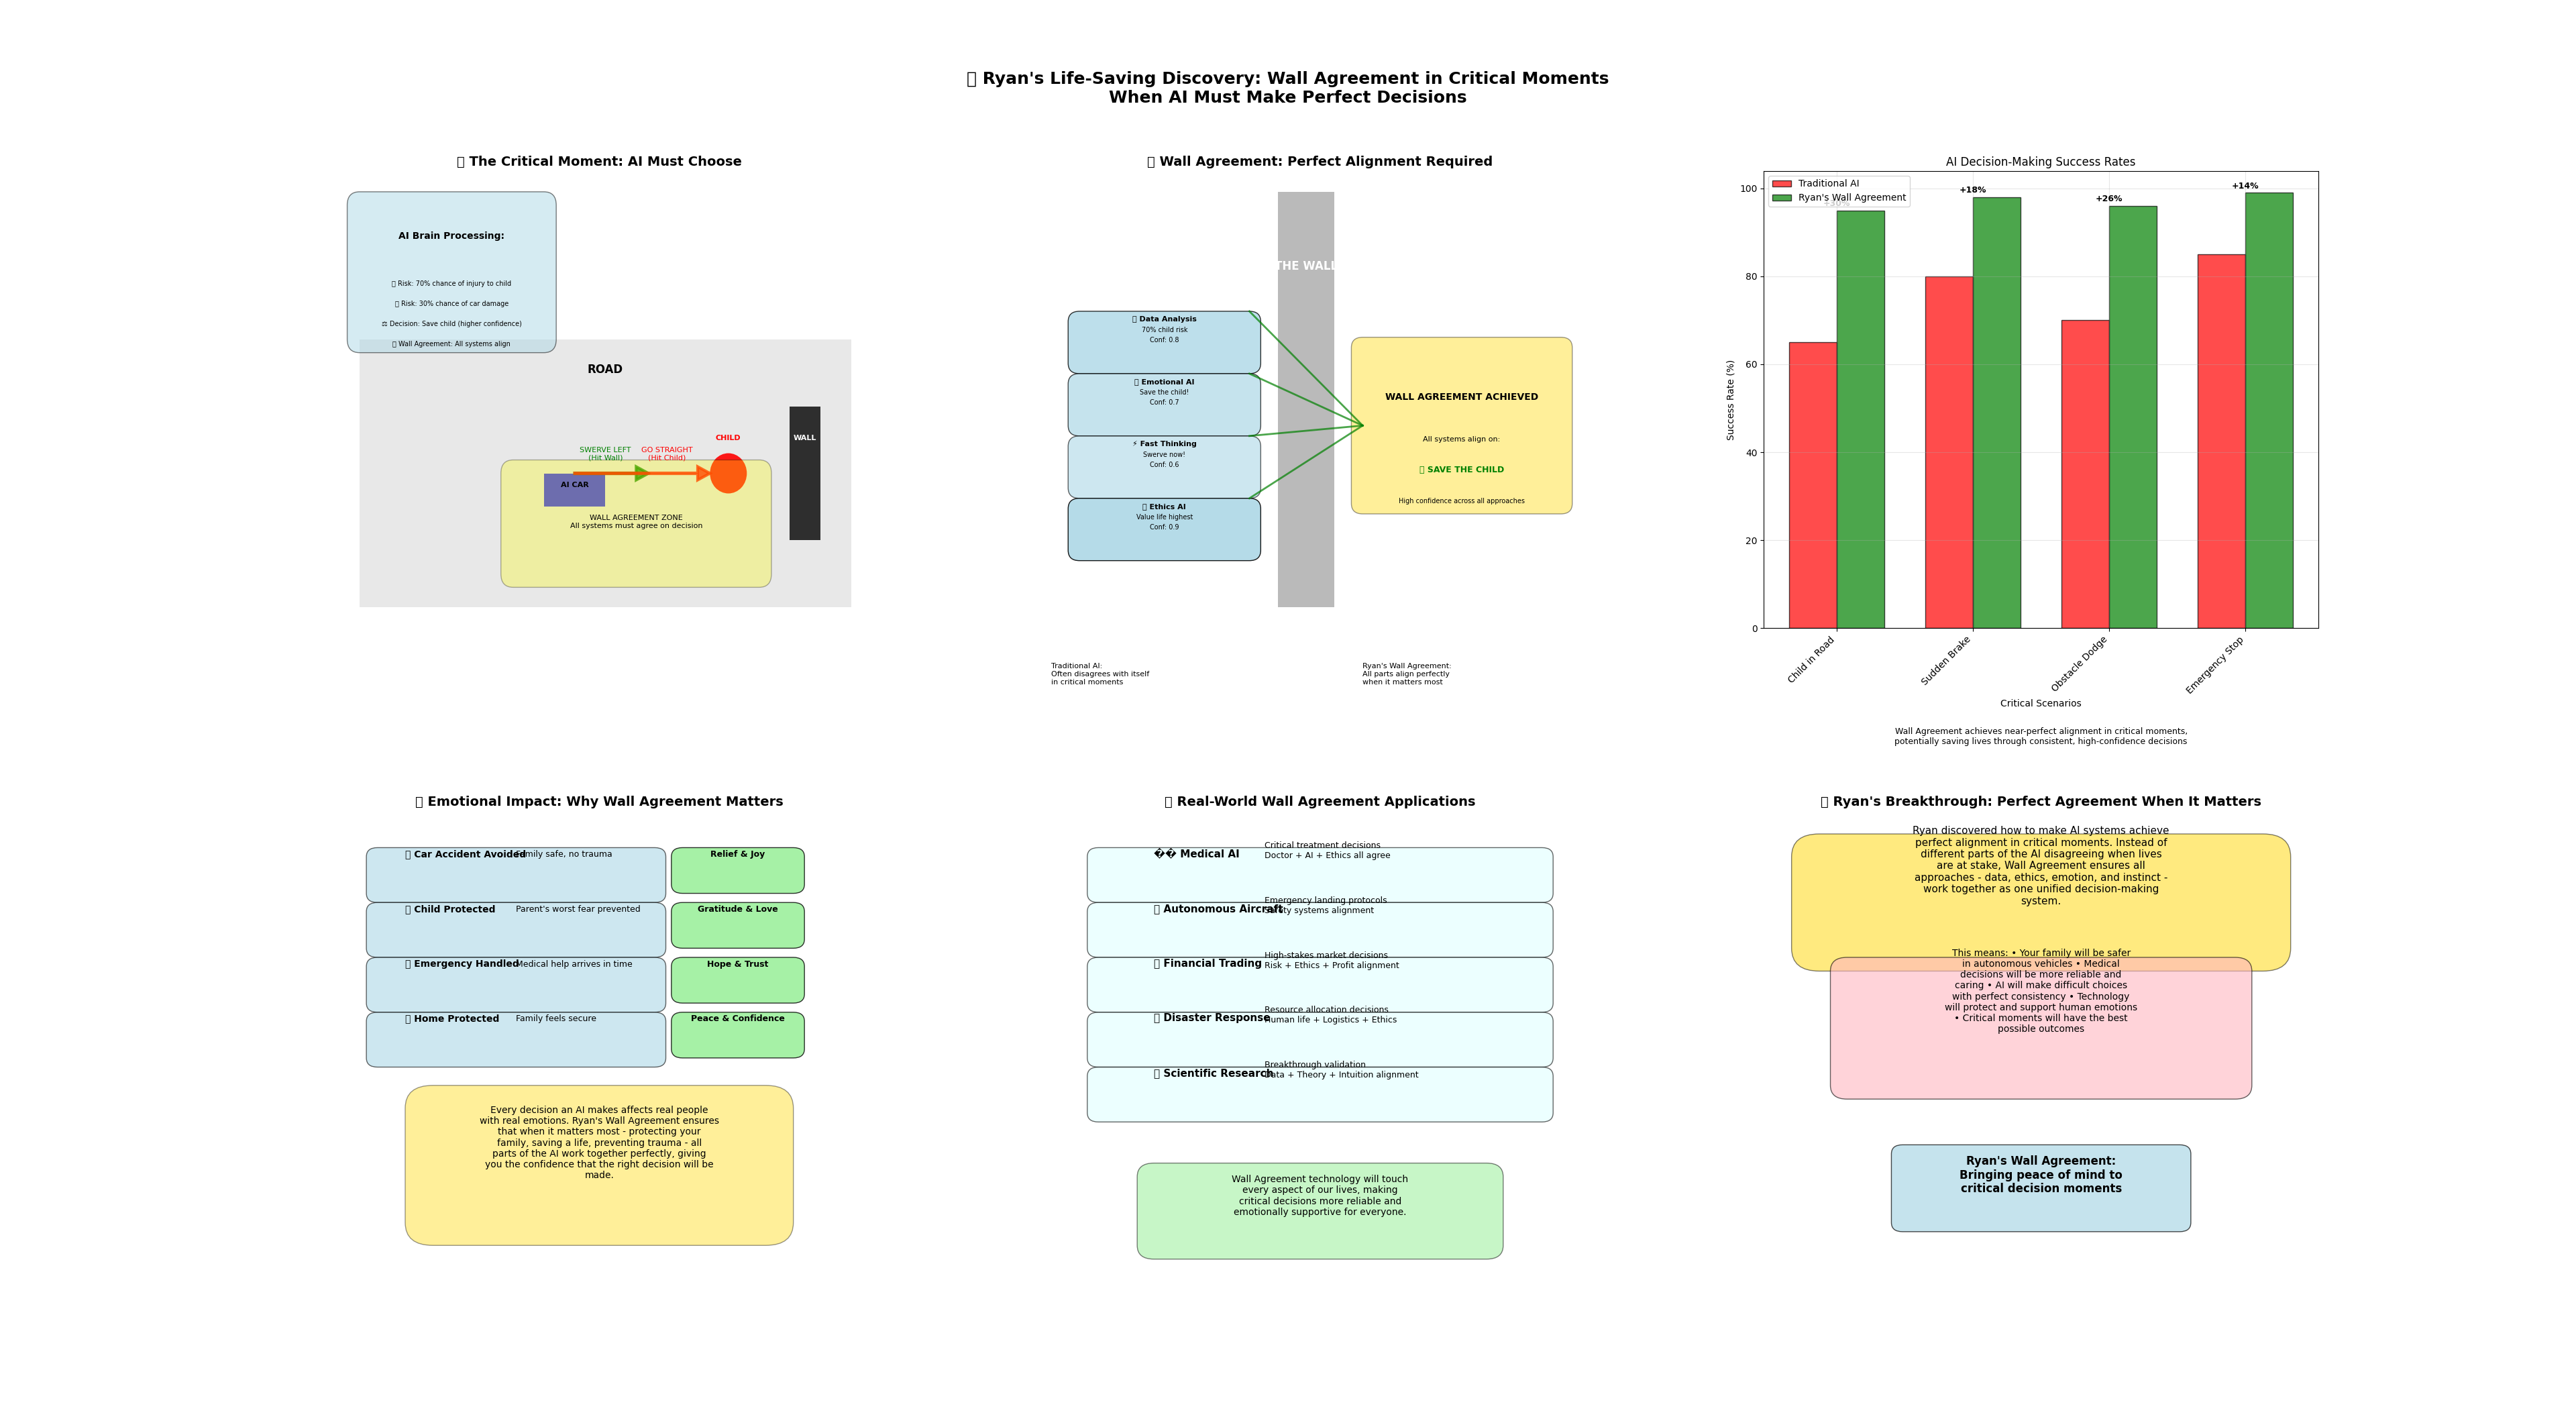 Ryan's Life-Saving Discovery: Wall Agreement in Critical Moments
When AI Must Make Perfect Decisions
The Critical Moment: AI Must Choose
AI Brain Processing:
Risk: 70% chance of injury to child
Risk: 30% chance of car damage
⚖ Decision: Save child (higher confidence)
Wall Agreement: All systems align
ROAD
CHILD
WALL
SWERVE LEFT
(Hit Wall)
GO STRAIGHT
(Hit Child)
AI CAR
WALL AGREEMENT ZONE
All systems must agree on decision
Wall Agreement: Perfect Alignment Required
THE WALL
Data Analysis
70% child risk
Conf: 0.8
Emotional AI
Save the child!
Conf: 0.7
⚡ Fast Thinking
Swerve now!
Conf: 0.6
Ethics AI
Value life highest
Conf: 0.9
WALL AGREEMENT ACHIEVED
All systems align on:
SAVE THE CHILD
High confidence across all approaches
Traditional AI:
Often disagrees with itself
in critical moments
Ryan's Wall Agreement:
All parts align perfectly
when it matters most
AI Decision-Making Success Rates
Traditional AI
Ryan's Wall Agreement
+30%
+18%
+26%
+14%
100
80
60
40
20
0
Success Rate (%)
Child in Road
Sudden Brake
Obstacle Dodge
Emergency Stop
Critical Scenarios
Wall Agreement achieves near-perfect alignment in critical moments,
potentially saving lives through consistent, high-confidence decisions
Emotional Impact: Why Wall Agreement Matters
Car Accident Avoided
Family safe, no trauma
Relief & Joy
Child Protected
Parent's worst fear prevented
Gratitude & Love
Emergency Handled
Medical help arrives in time
Hope & Trust
Home Protected
Family feels secure
Peace & Confidence
Every decision an AI makes affects real people
with real emotions. Ryan's Wall Agreement ensures
that when it matters most - protecting your
family, saving a life, preventing trauma - all
parts of the AI work together perfectly, giving
you the confidence that the right decision will be
made.
Real-World Wall Agreement Applications
Medical AI
Critical treatment decisions
Doctor + AI + Ethics all agree
Autonomous Aircraft
Emergency landing protocols
Safety systems alignment
Financial Trading
High-stakes market decisions
Risk + Ethics + Profit alignment
Disaster Response
Resource allocation decisions
Human life + Logistics + Ethics
Scientific Research
Breakthrough validation
Data + Theory + Intuition alignment
Wall Agreement technology will touch
every aspect of our lives, making
critical decisions more reliable and
emotionally supportive for everyone.
Ryan's Breakthrough: Perfect Agreement When It Matters
Ryan discovered how to make AI systems achieve
perfect alignment in critical moments. Instead of
different parts of the AI disagreeing when lives
are at stake, Wall Agreement ensures all
approaches - data, ethics, emotion, and instinct -
work together as one unified decision-making
system.
This means: • Your family will be safer
in autonomous vehicles • Medical
decisions will be more reliable and
caring • AI will make difficult choices
with perfect consistency • Technology
will protect and support human emotions
• Critical moments will have the best
possible outcomes
Ryan's Wall Agreement:
Bringing peace of mind to
critical decision moments